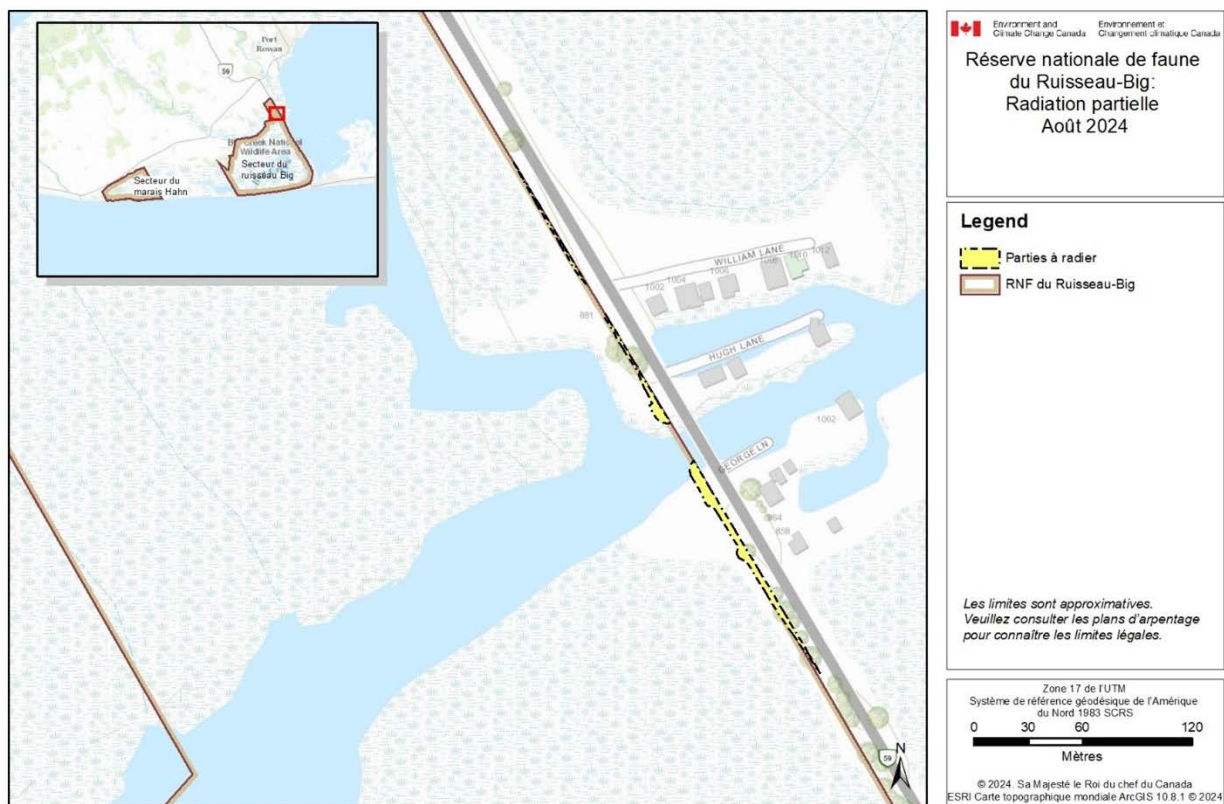 Port
Rowan
59
Big Creek National
Wildlife Area
Secteur du
ruisseau Big
Secteur du
marais Hahn
WILLIAM LANE
1002
1004
1006
1010
1012
881
HUGH LANE
1002
GEORGE LN
864
858
59
N
Environment and
Climate Change Canada
Environnement et
Changement climatique Canada
Réserve nationale de faune
du Ruisseau-Big:
Radiation partielle
Août 2024
Legend
Parties à radier
RNF du Ruisseau-Big
Les limites sont approximatives.
Veuillez consulter les plans d'arpentage
pour connaître les limites légales.
Zone 17 de l'UTM
Système de référence géodésique de l'Amérique
du Nord 1983 SCRS
0 30 60 120
Mètres
© 2024. Sa Majesté le Roi du chef du Canada
ESRI Carte topographique mondiale ArcGIS 10.8.1 © 2024